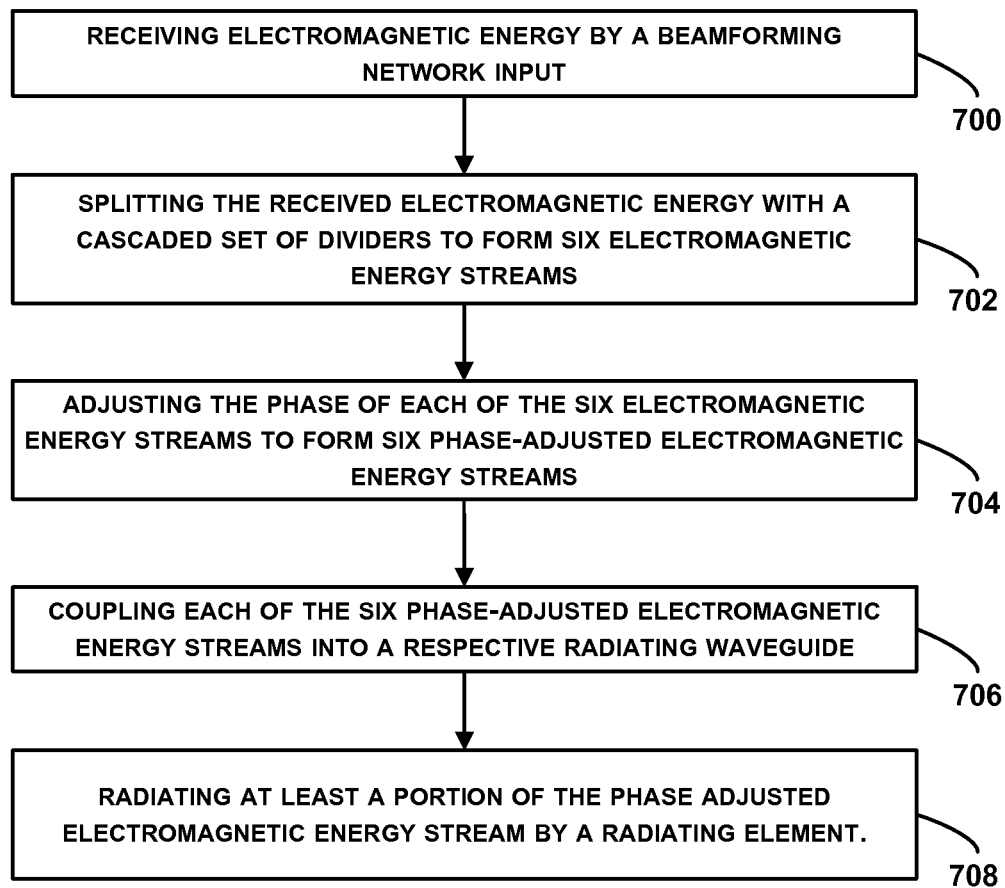 RECEIVING ELECTROMAGNETIC ENERGY BY A BEAMFORMING
NETWORK INPUT
700
SPLITTING THE RECEIVED ELECTROMAGNETIC ENERGY WITH A
CASCADED SET OF DIVIDERS TO FORM SIX ELECTROMAGNETIC
ENERGY STREAMS
702
ADJUSTING THE PHASE OF EACH OF THE SIX ELECTROMAGNETIC
ENERGY STREAMS TO FORM SIX PHASE-ADJUSTED ELECTROMAGNETIC
ENERGY STREAMS
704
COUPLING EACH OF THE SIX PHASE-ADJUSTED ELECTROMAGNETIC
ENERGY STREAMS INTO A RESPECTIVE RADIATING WAVEGUIDE
706
RADIATING AT LEAST A PORTION OF THE PHASE ADJUSTED
ELECTROMAGNETIC ENERGY STREAM BY A RADIATING ELEMENT.
708